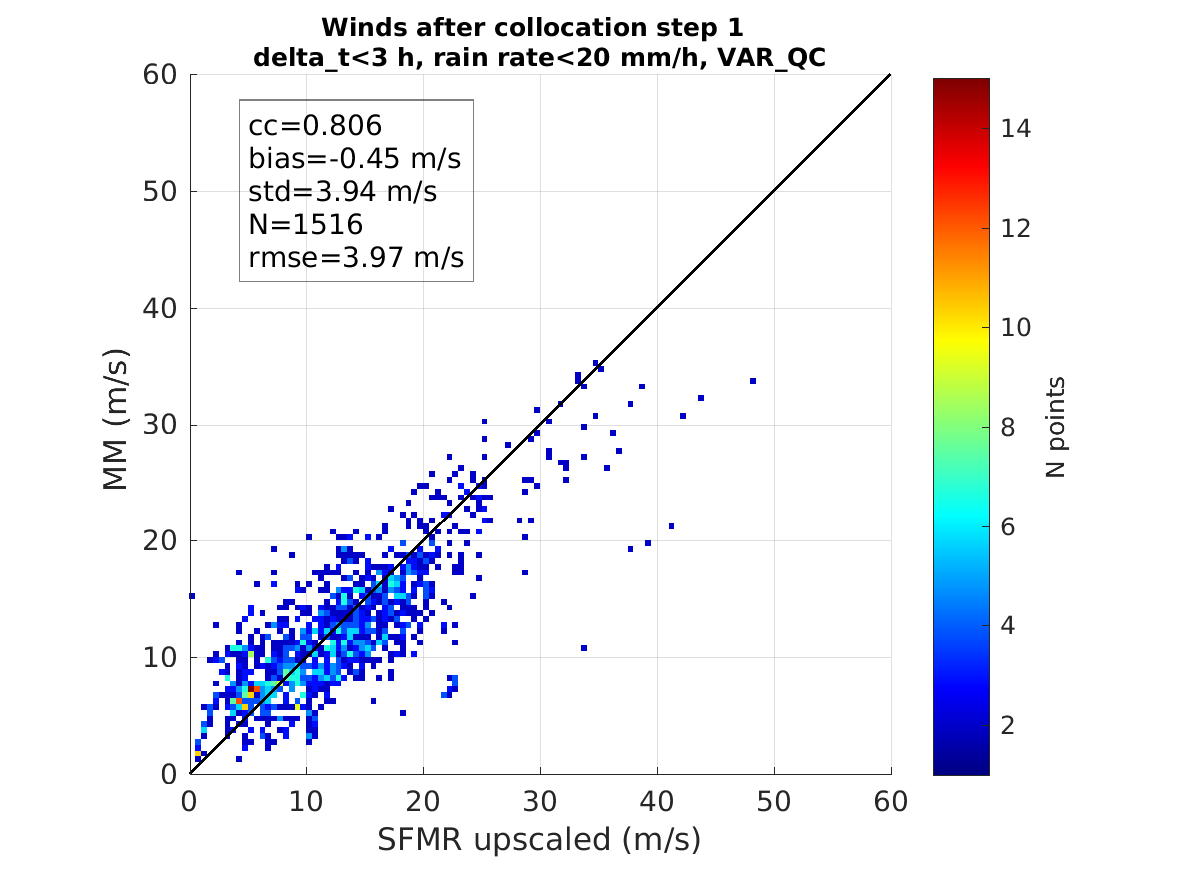 Winds after collocation step 1
delta_t<3 h, rain rate<20 mm/h, VAR_QC
cc=0.806
bias=-0.45 m/s
std=3.94 m/s
N=1516
rmse=3.97 m/s
60
50
40
30
20
10
0
MM (m/s)
0 10 20 30 40 50 60
SFMR upscaled (m/s)
14
12
10
8
6
4
2
N points